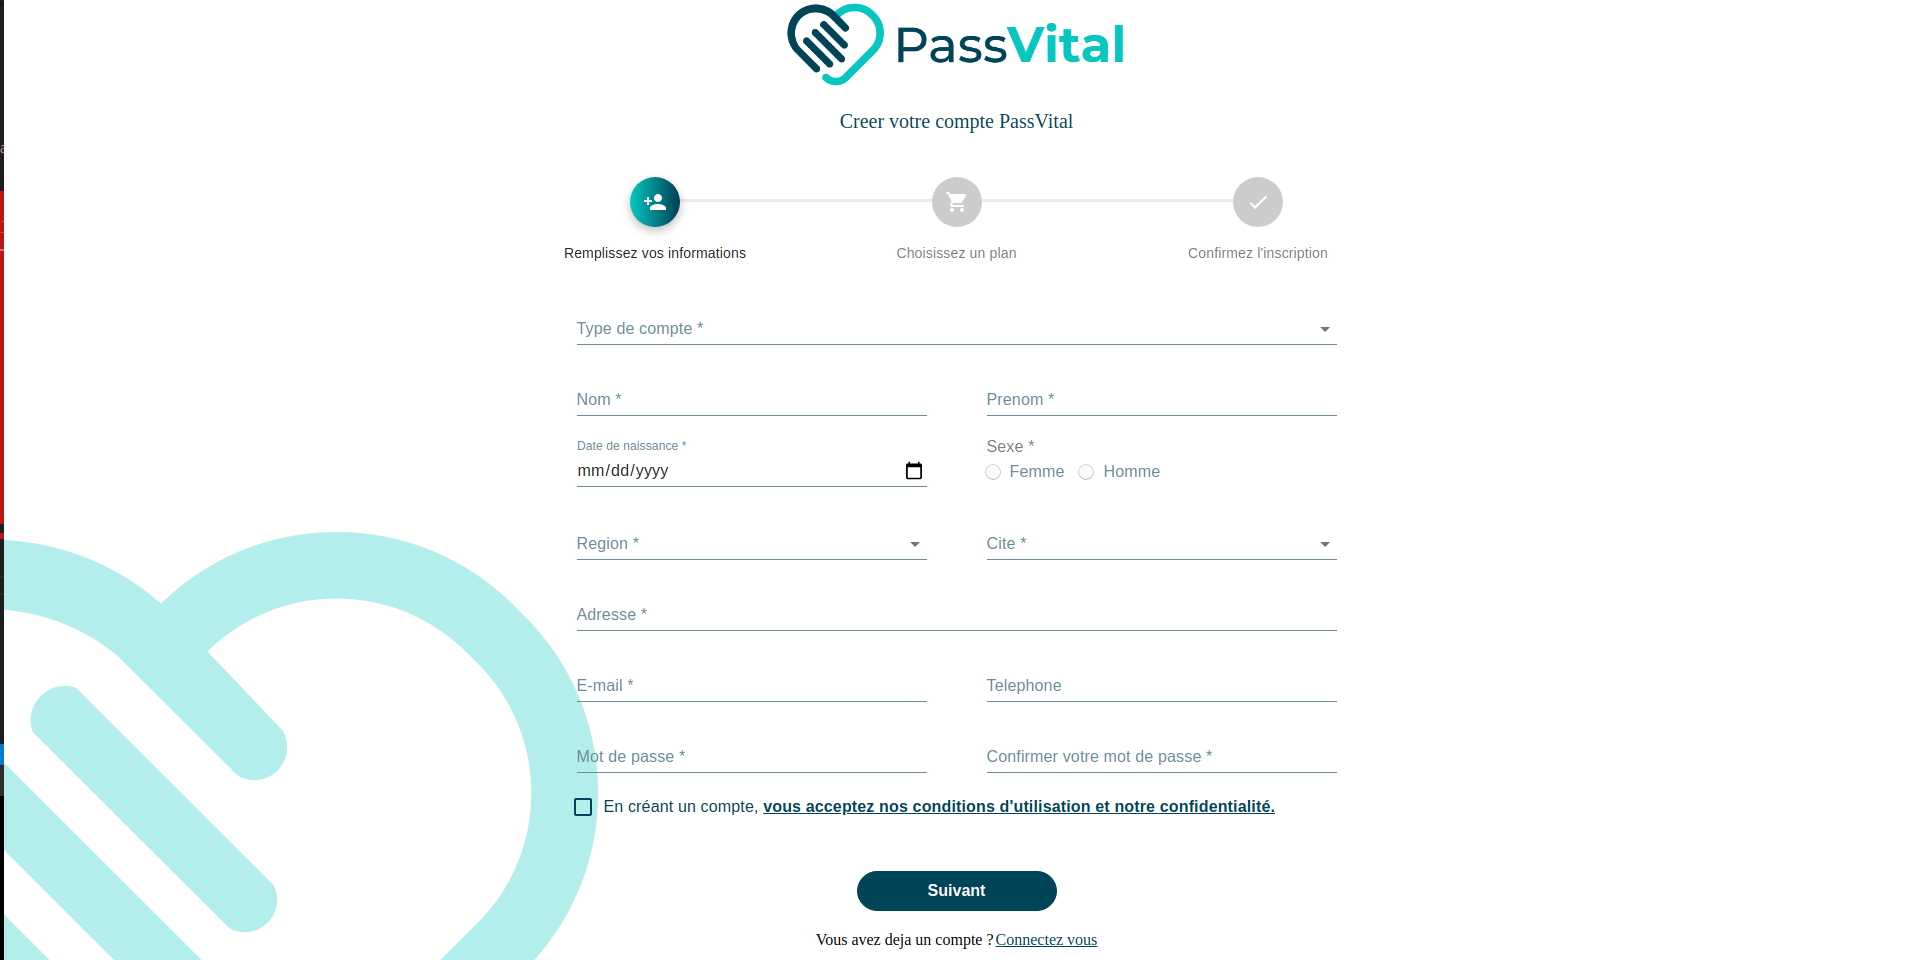 PassVital
Creer votre compte PassVital
Remplissez vos informations
Choisissez un plan
Confirmez l'inscription
Type de compte *
Nom *
Prenom *
Date de naissance *
mm/dd/yyyy
Sexe *
Femme
Homme
Region *
Cite *
Adresse *
E-mail *
Telephone
Mot de passe *
Confirmer votre mot de passe *
En créant un compte, vous acceptez nos conditions d'utilisation et notre confidentialité.
Suivant
Vous avez deja un compte ? Connectez vous